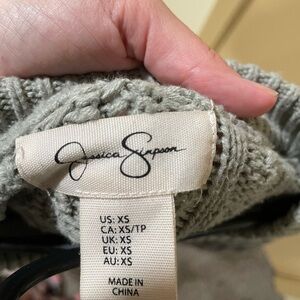 Jessica Simpson
US: XS
CA: XS/TP
UK: XS
EU: XS
AU: XS
MADE IN
CHINA